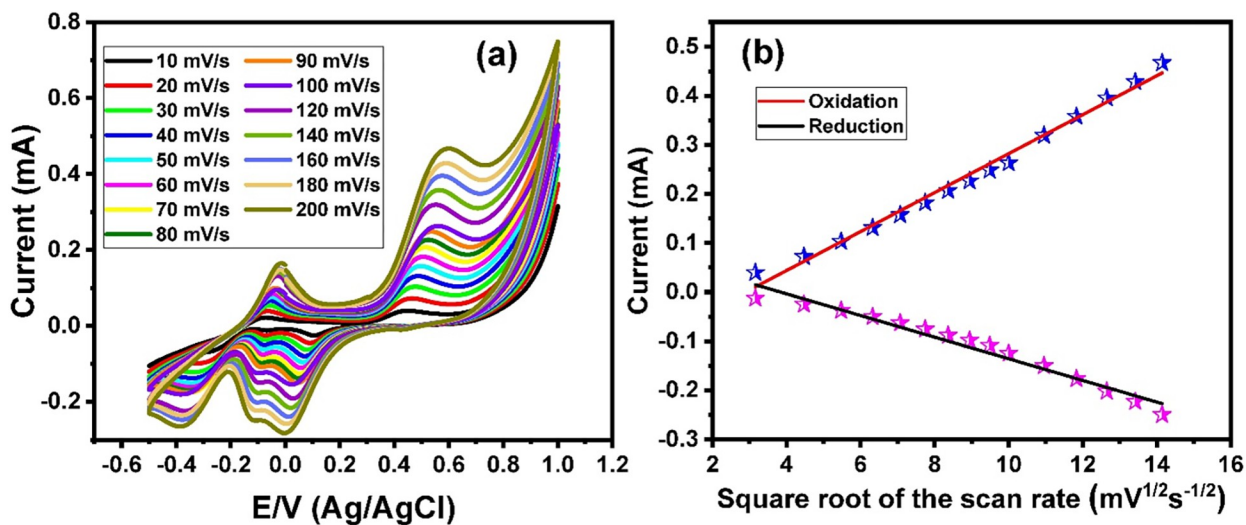 (a)
10 mV/s 90 mV/s
20 mV/s 100 mV/s
30 mV/s 120 mV/s
40 mV/s 140 mV/s
50 mV/s 160 mV/s
60 mV/s 180 mV/s
70 mV/s 200 mV/s
80 mV/s
Current (mA)
0.8
0.6
0.4
0.2
0.0
-0.2
-0.6 -0.4 -0.2 0.0 0.2 0.4 0.6 0.8 1.0 1.2
E/V (Ag/AgCl)
(b)
Oxidation
Reduction
Current (mA)
0.5
0.4
0.3
0.2
0.1
0.0
-0.1
-0.2
-0.3
2 4 6 8 10 12 14 16
Square root of the scan rate (mV1/2s-1/2)